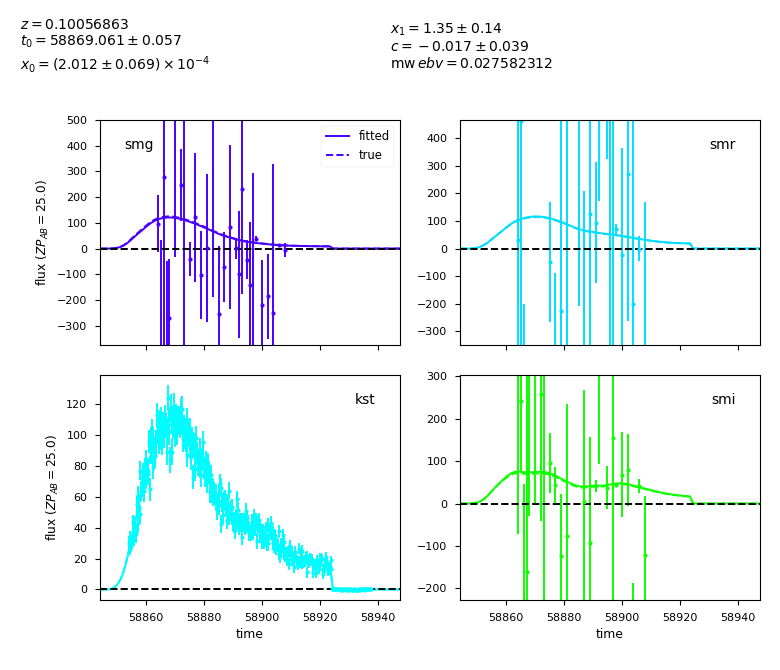 z = 0.10056863
t₀ = 58869.061 ± 0.057
x₀ = (2.012 ± 0.069) × 10⁻⁴
x₁ = 1.35 ± 0.14
c = −0.017 ± 0.039
mw ebv = 0.027582312
500
400
300
200
100
0
−100
−200
−300
flux (ZP_AB = 25.0)
smg
fitted
true
400
300
200
100
0
−100
−200
−300
smr
120
100
80
60
40
20
0
flux (ZP_AB = 25.0)
kst
58860 58880 58900 58920 58940
time
300
200
100
0
−100
−200
smi
58860 58880 58900 58920 58940
time